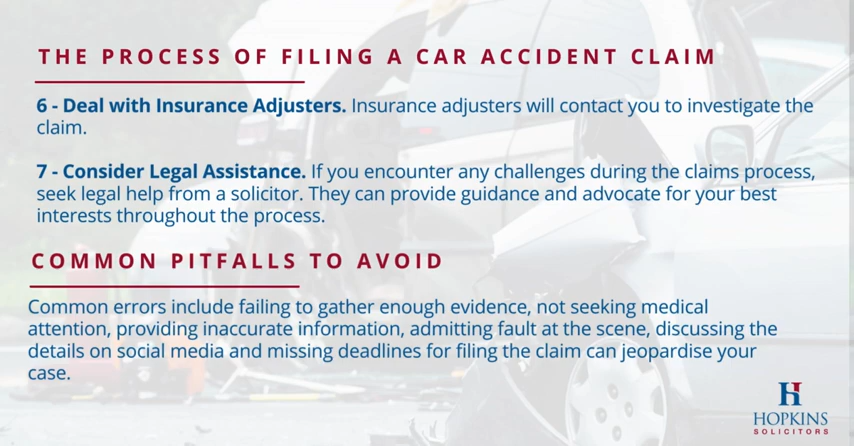 THE PROCESS OF FILING A CAR ACCIDENT CLAIM
6 - Deal with Insurance Adjusters. Insurance adjusters will contact you to investigate the
claim.
7 - Consider Legal Assistance. If you encounter any challenges during the claims process,
seek legal help from a solicitor. They can provide guidance and advocate for your best
interests throughout the process.
COMMON PITFALLS TO AVOID
Common errors include failing to gather enough evidence, not seeking medical
attention, providing inaccurate information, admitting fault at the scene, discussing the
details on social media and missing deadlines for filing the claim can jeopardise your
case.
H
HOPKINS
SOLICITORS